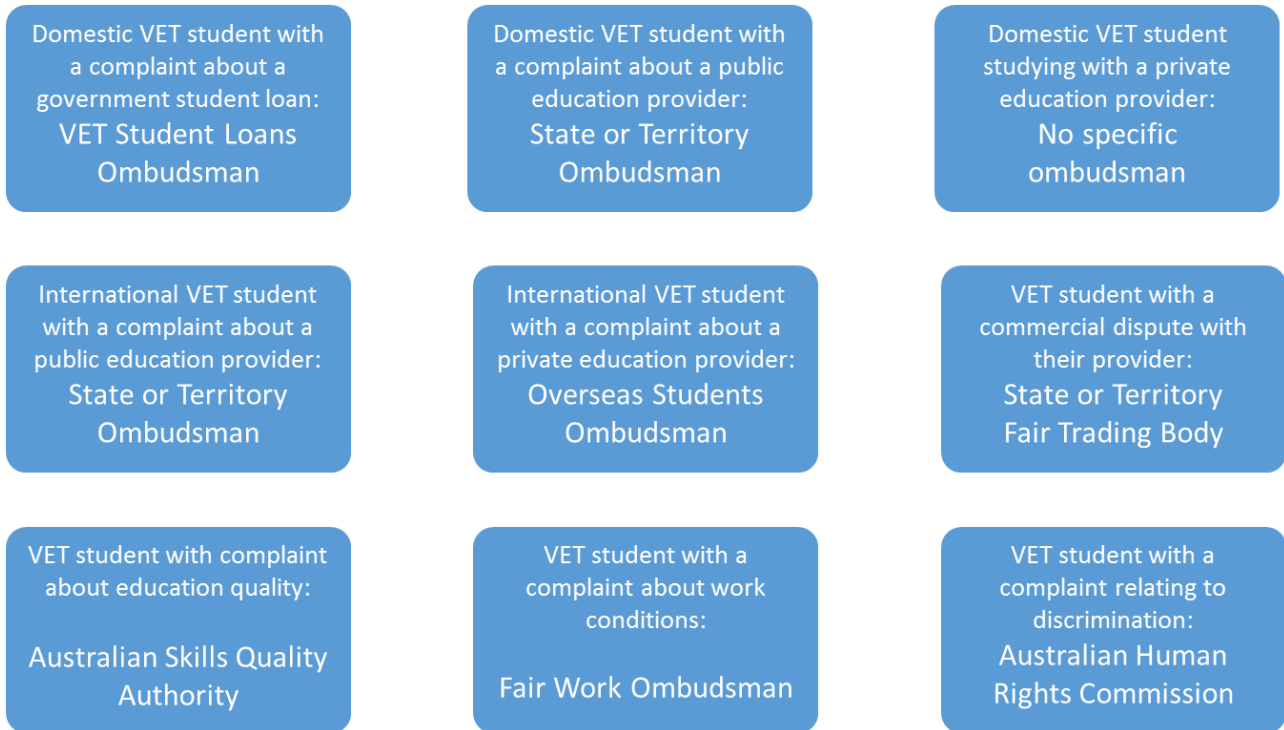 Domestic VET student with
a complaint about a
government student loan:
VET Student Loans
Ombudsman
Domestic VET student with
a complaint about a public
education provider:
State or Territory
Ombudsman
Domestic VET student
studying with a private
education provider:
No specific
ombudsman
International VET student
with a complaint about a
public education provider:
State or Territory
Ombudsman
International VET student
with a complaint about a
private education provider:
Overseas Students
Ombudsman
VET student with a
commercial dispute with
their provider:
State or Territory
Fair Trading Body
VET student with complaint
about education quality:
Australian Skills Quality
Authority
VET student with a
complaint about work
conditions:
Fair Work Ombudsman
VET student with a
complaint relating to
discrimination:
Australian Human
Rights Commission